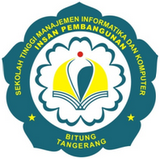 SEKOLAH TINGGI MANAJEMEN INFORMATIKA DAN KOMPUTER
INSAN PEMBANGUNAN
BITUNG
TANGERANG